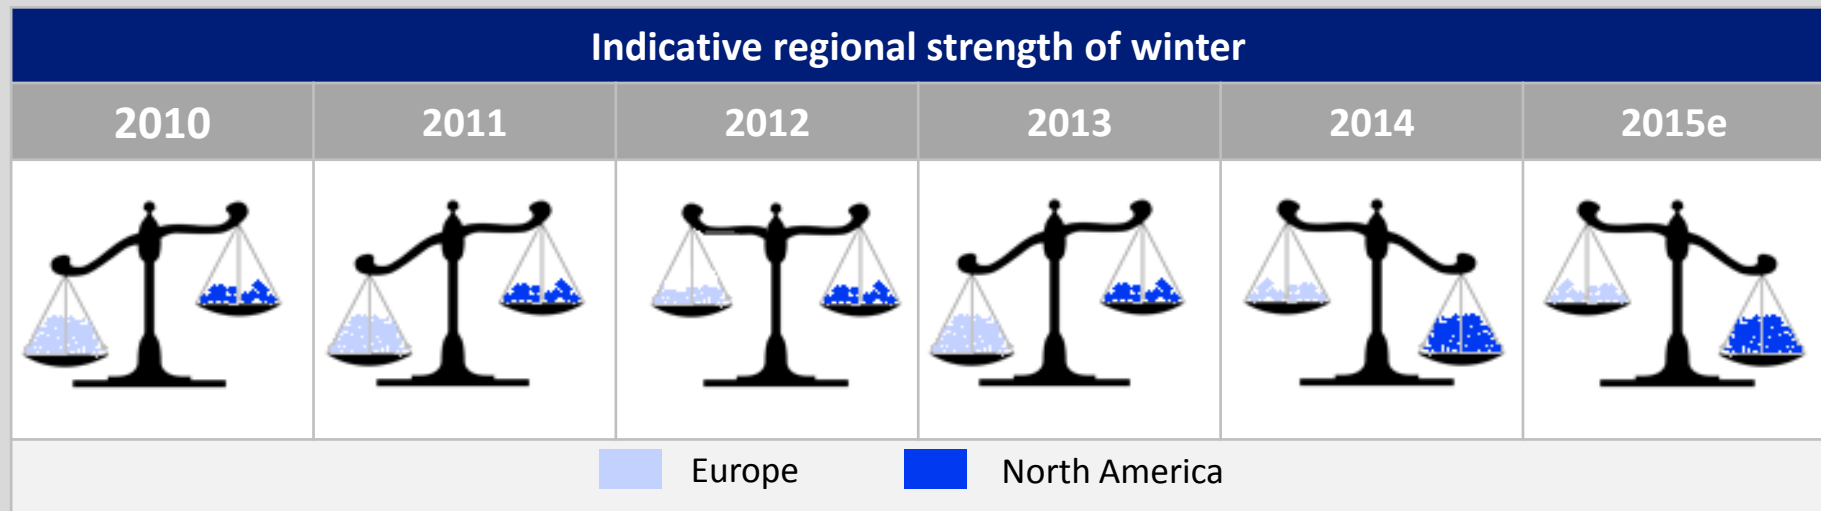 Indicative regional strength of winter
2010 2011 2012 2013 2014 2015e
Europe North America